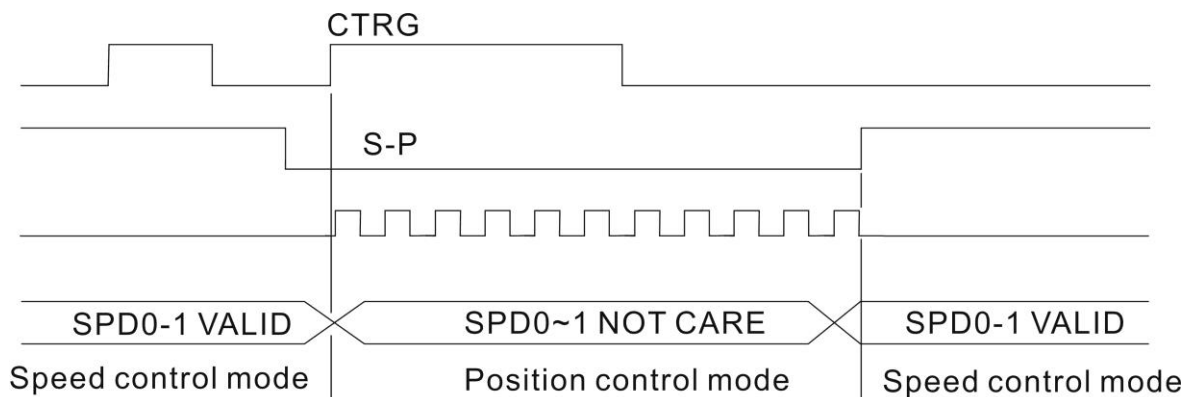 CTRG
S-P
SPD0-1 VALID
SPD0~1 NOT CARE
SPD0-1 VALID
Speed control mode
Position control mode
Speed control mode